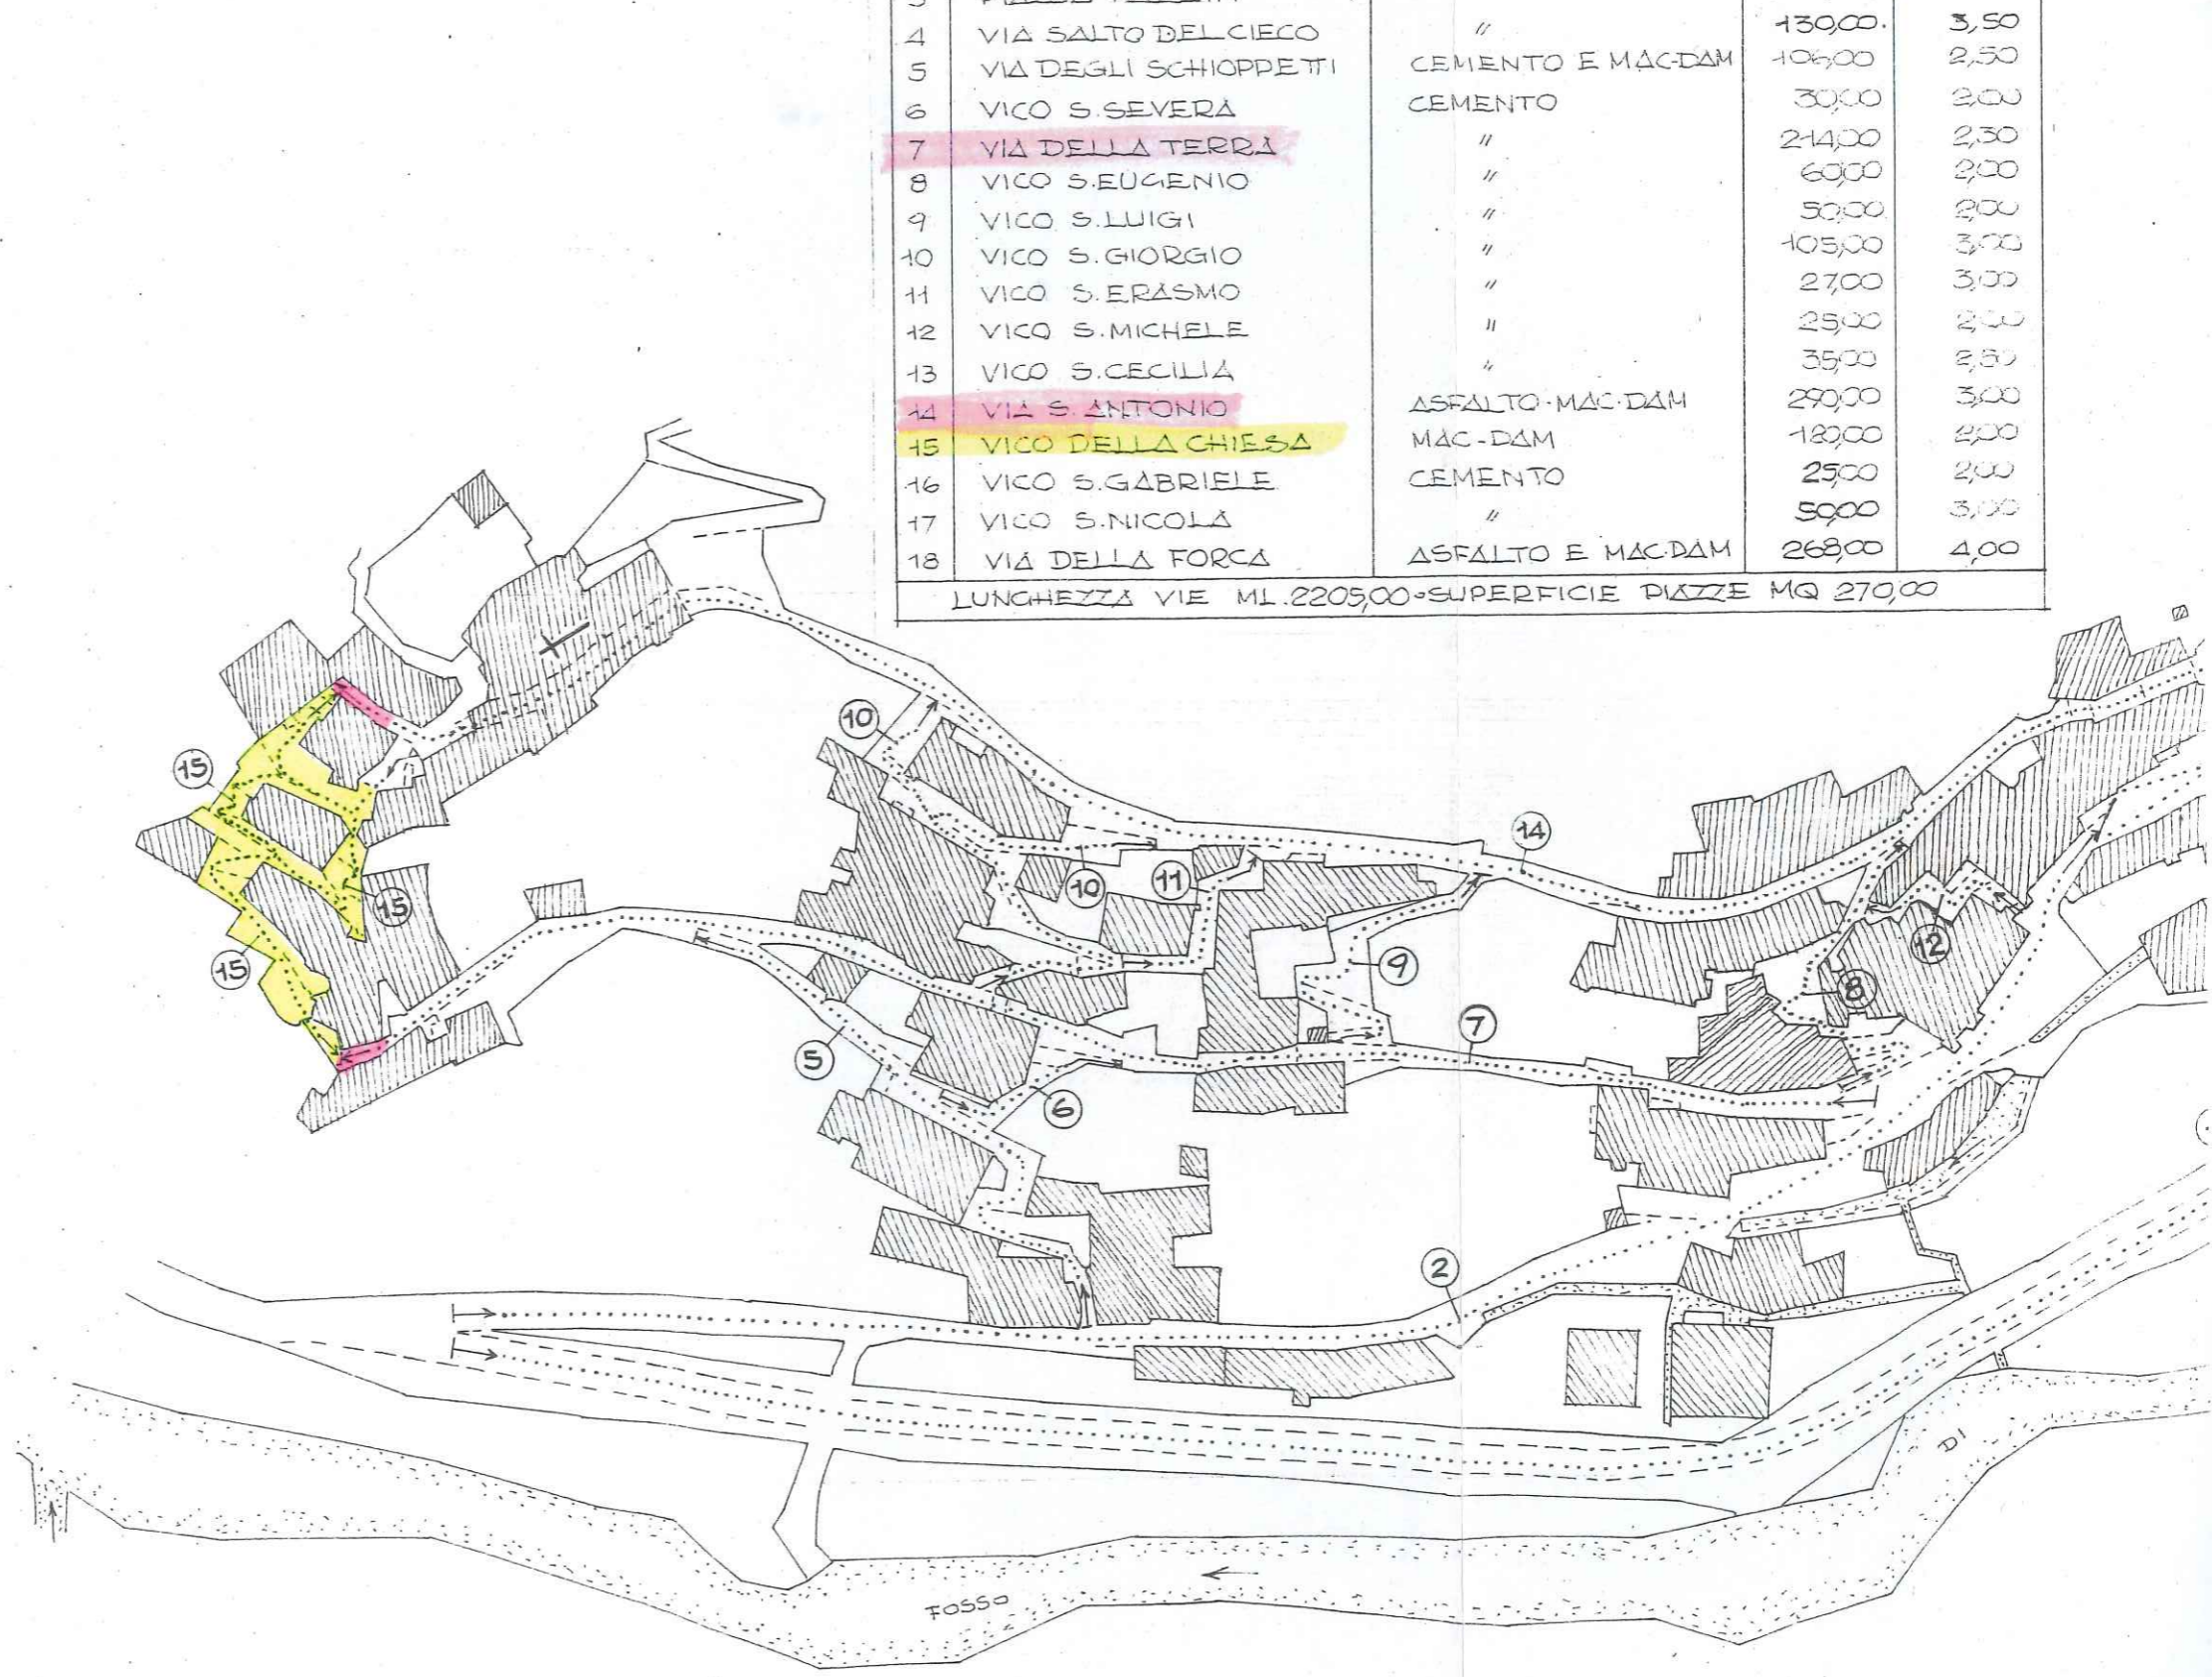 4 VIA SALTO DEL CIECO " 130,00. 3,50
5 VIA DEGLI SCHIOPPETTI CEMENTO E MAC-DAM 106,00 2,50
6 VICO S.SEVERA CEMENTO 30,00 2,00
7 VIA DELLA TERRA " 214,00 2,30
8 VICO S.EUGENIO " 60,00 2,00
9 VICO S.LUIGI " 50,00 2,00
10 VICO S.GIORGIO " 105,00 3,00
11 VICO S.ERASMO " 27,00 3,00
12 VICO S.MICHELE " 25,00 2,00
13 VICO S.CECILIA " 35,00 2,50
14 VIA S.ANTONIO ASFALTO-MAC-DAM 290,00 3,00
15 VICO DELLA CHIESA MAC-DAM 180,00 2,00
16 VICO S.GABRIELE CEMENTO 25,00 2,00
17 VICO S.NICOLA " 50,00 3,00
18 VIA DELLA FORCA ASFALTO E MAC-DAM 268,00 4,00
LUNGHEZZA VIE ML.2205,00-SUPERFICIE PIAZZE MQ 270,00
10
15
14
10
11
15
12
15
9
8
7
5
6
2
DI
FOSSO